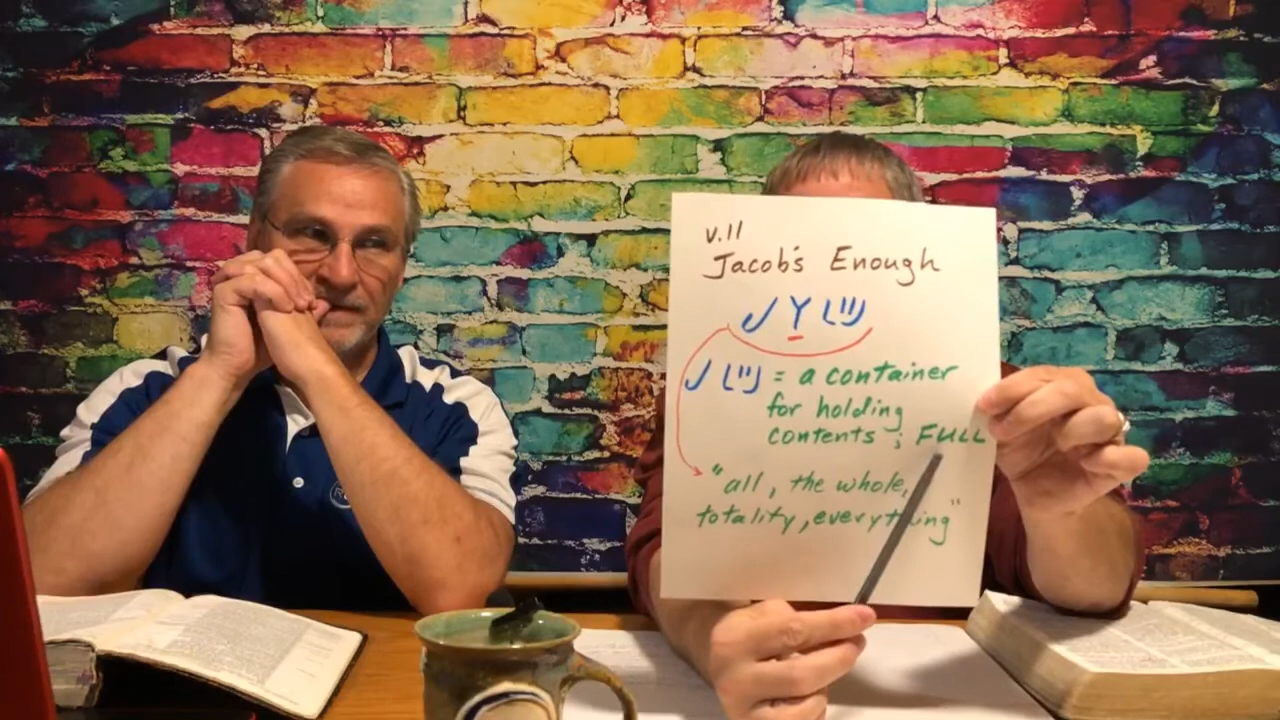 v.11
Jacob's Enough
= a container
for holding
contents ; FULL
"all, the whole,
totality, everything"